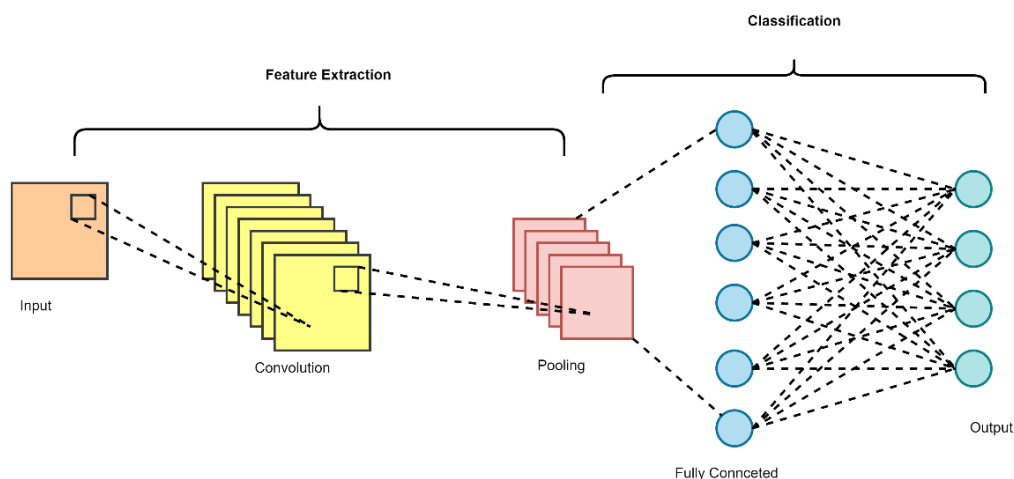 Classification
Feature Extraction
Input
Convolution
Pooling
Output
Fully Connceted